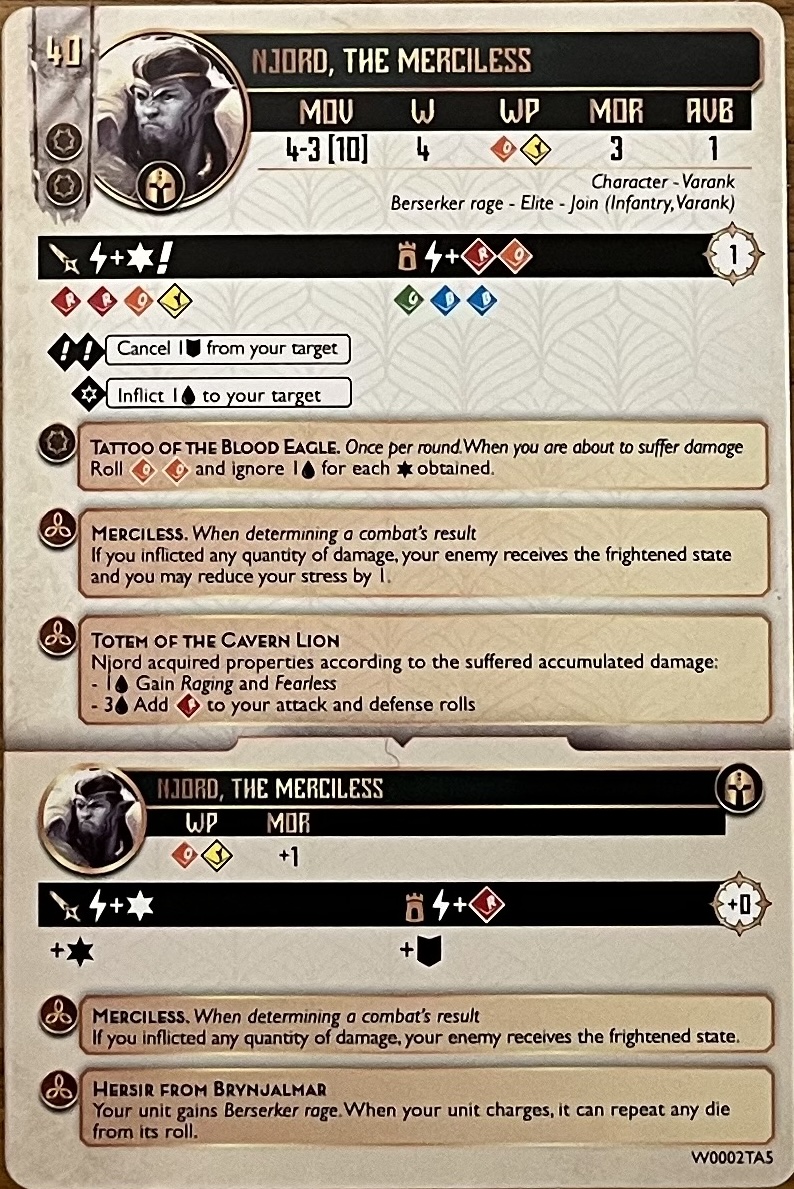 40
NJORD, THE MERCILESS
MOV W WP MOR AVB
4-3 [10] 4 O Y 3 1
Character - Varank
Berserker rage - Elite - Join (Infantry, Varank)
+ ! + R O 1
R R O Y G B B
! ! Cancel 1 from your target
Inflict 1 to your target
TATTOO OF THE BLOOD EAGLE. Once per round. When you are about to suffer damage
Roll O O and ignore 1 for each obtained.
MERCILESS. When determining a combat's result
If you inflicted any quantity of damage, your enemy receives the frightened state
and you may reduce your stress by 1.
TOTEM OF THE CAVERN LION
Njord acquired properties according to the suffered accumulated damage:
- 1 Gain Raging and Fearless
- 3 Add R to your attack and defense rolls
NJORD, THE MERCILESS
WP MOR
O Y +1
+ + R +0
+ +
MERCILESS. When determining a combat's result
If you inflicted any quantity of damage, your enemy receives the frightened state.
HERSIR FROM BRYNJALMAR
Your unit gains Berserker rage. When your unit charges, it can repeat any die
from its roll.
W0002TA5